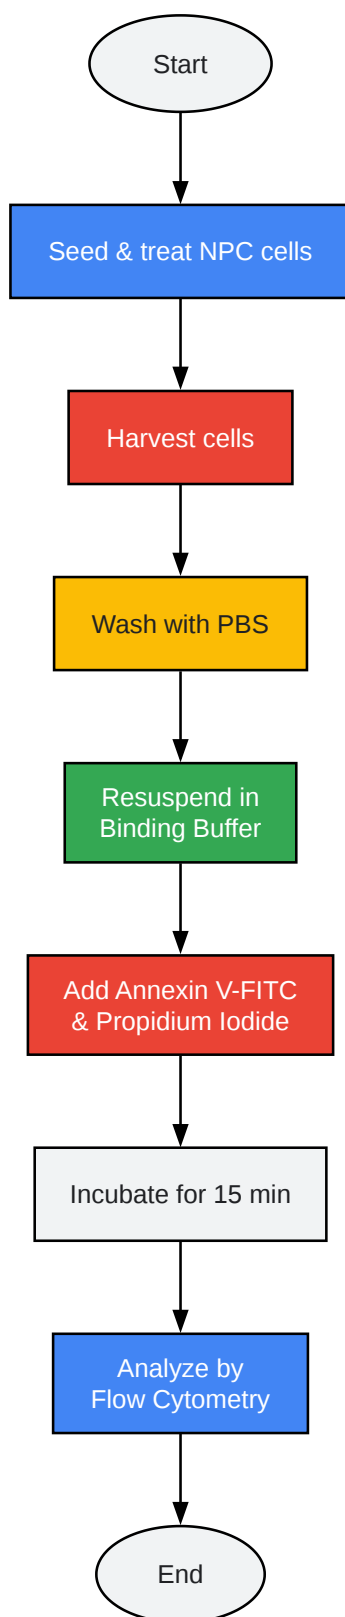 Start
Seed & treat NPC cells
Harvest cells
Wash with PBS
Resuspend in
Binding Buffer
Add Annexin V-FITC
& Propidium Iodide
Incubate for 15 min
Analyze by
Flow Cytometry
End